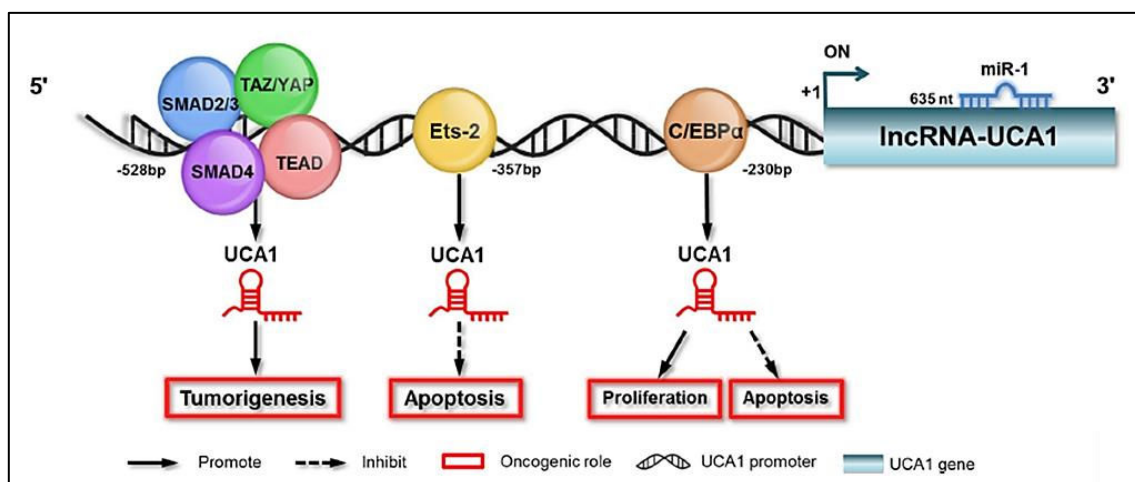 5'
SMAD2/3
TAZ/YAP
SMAD4
TEAD
-528bp
Ets-2
-357bp
C/EBPα
-230bp
ON
+1
635 nt
miR-1
3'
lncRNA-UCA1
UCA1
UCA1
UCA1
Tumorigenesis
Apoptosis
Proliferation
Apoptosis
Promote
Inhibit
Oncogenic role
UCA1 promoter
UCA1 gene